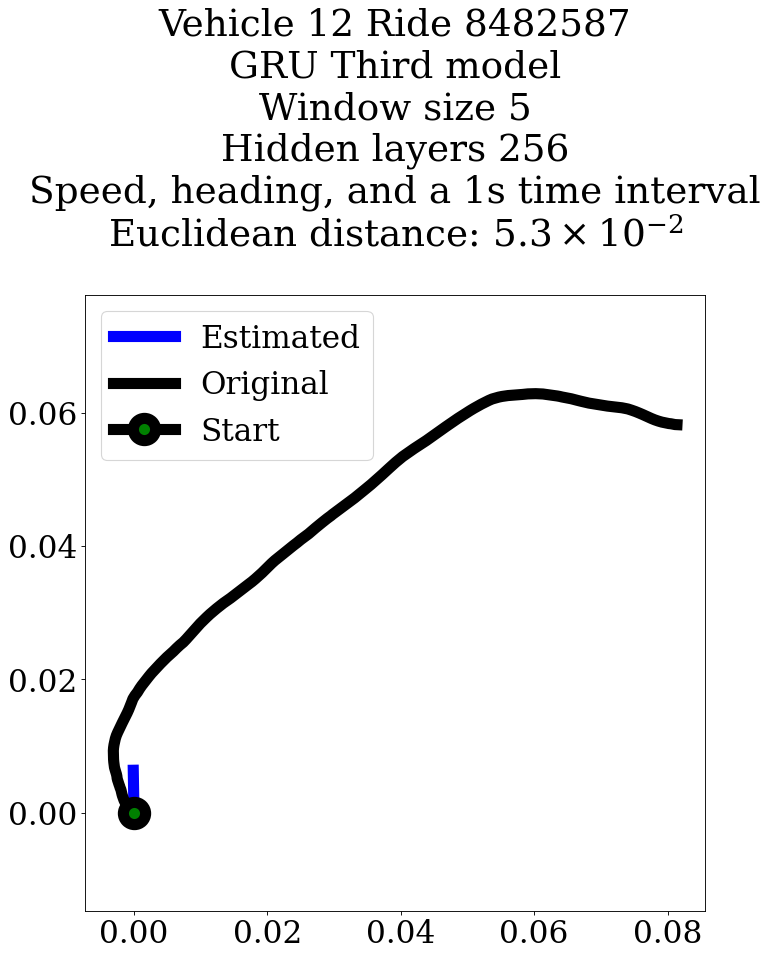 Vehicle 12 Ride 8482587
GRU Third model
Window size 5
Hidden layers 256
Speed, heading, and a 1s time interval
Euclidean distance: 5.3 × 10⁻²
Estimated
Original
Start
0.06
0.04
0.02
0.00
0.00 0.02 0.04 0.06 0.08